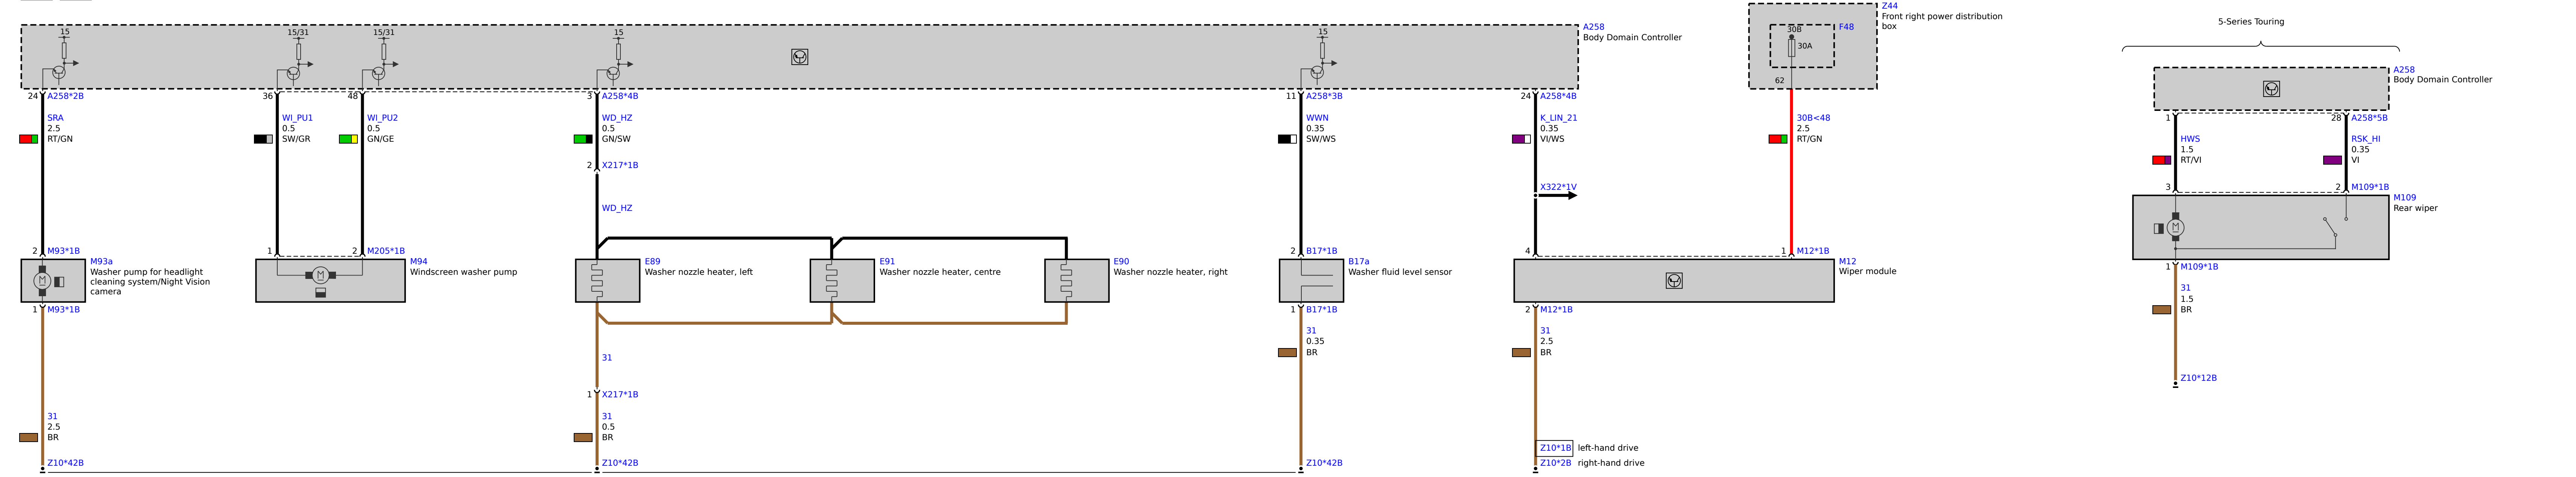 15
15/31
15/31
15
15
A258
Body Domain Controller
Z44
Front right power distribution
box
30B
F48
30A
62
5-Series Touring
A258
Body Domain Controller
24
A258*2B
36
48
3
A258*4B
11
A258*3B
24
A258*4B
SRA
2.5
RT/GN
WI_PU1
0.5
SW/GR
WI_PU2
0.5
GN/GE
WD_HZ
0.5
GN/SW
2
X217*1B
WD_HZ
WWN
0.35
SW/WS
K_LIN_21
0.35
VI/WS
X322*1V
30B<48
2.5
RT/GN
1
28
A258*5B
HWS
1.5
RT/VI
RSK_HI
0.35
VI
3
2
M109*1B
M109
Rear wiper
M
1
M109*1B
31
1.5
BR
Z10*12B
2
M93*1B
1
2
M205*1B
2
B17*1B
4
1
M12*1B
M
M93a
Washer pump for headlight
cleaning system/Night Vision
camera
M
M94
Windscreen washer pump
E89
Washer nozzle heater, left
E91
Washer nozzle heater, centre
E90
Washer nozzle heater, right
B17a
Washer fluid level sensor
M12
Wiper module
1
M93*1B
1
B17*1B
2
M12*1B
31
0.35
BR
31
2.5
BR
31
1
X217*1B
31
2.5
BR
31
0.5
BR
Z10*1B
left-hand drive
Z10*42B
Z10*42B
Z10*42B
Z10*2B
right-hand drive